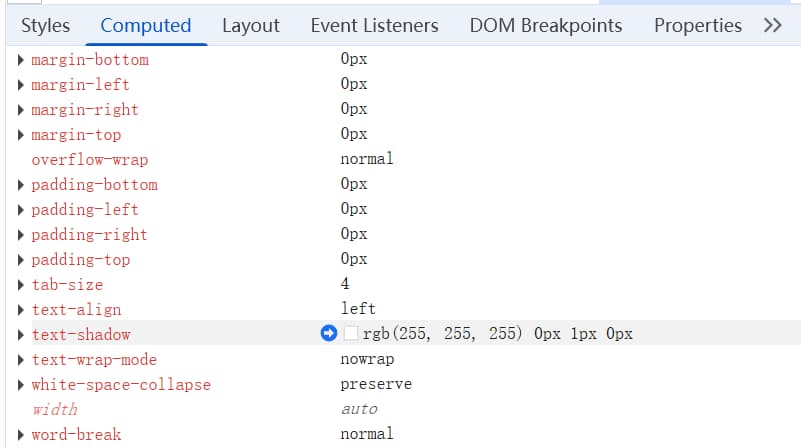 Styles Computed Layout Event Listeners DOM Breakpoints Properties
margin-bottom 0px
margin-left 0px
margin-right 0px
margin-top 0px
overflow-wrap normal
padding-bottom 0px
padding-left 0px
padding-right 0px
padding-top 0px
tab-size 4
text-align left
text-shadow rgb(255, 255, 255) 0px 1px 0px
text-wrap-mode nowrap
white-space-collapse preserve
width auto
word-break normal